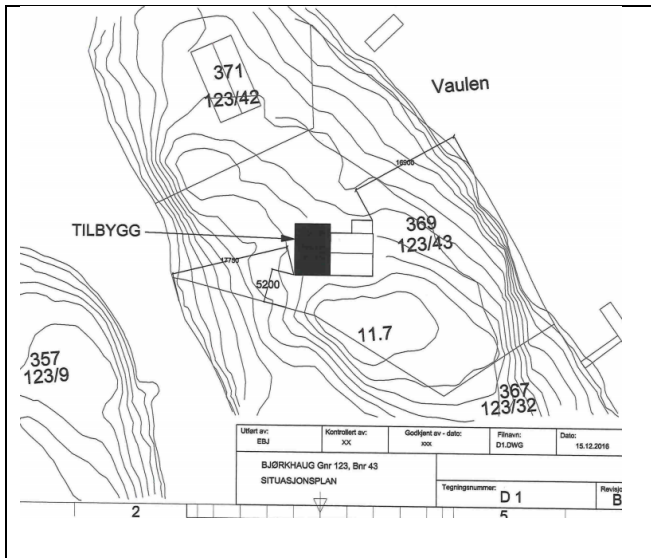 371
123/42
Vaulen
16900
TILBYGG
369
123/43
17750
5200
11.7
357
123/9
367
123/32
Utført av:
EBJ
Kontrollert av:
XX
Godkjent av - dato:
xxx
Filnavn:
D1.DWG
Dato:
15.12.2016
BJØRKHAUG Gnr 123, Bnr 43
SITUASJONSPLAN
Tegningsnummer:
D 1
B
2
5